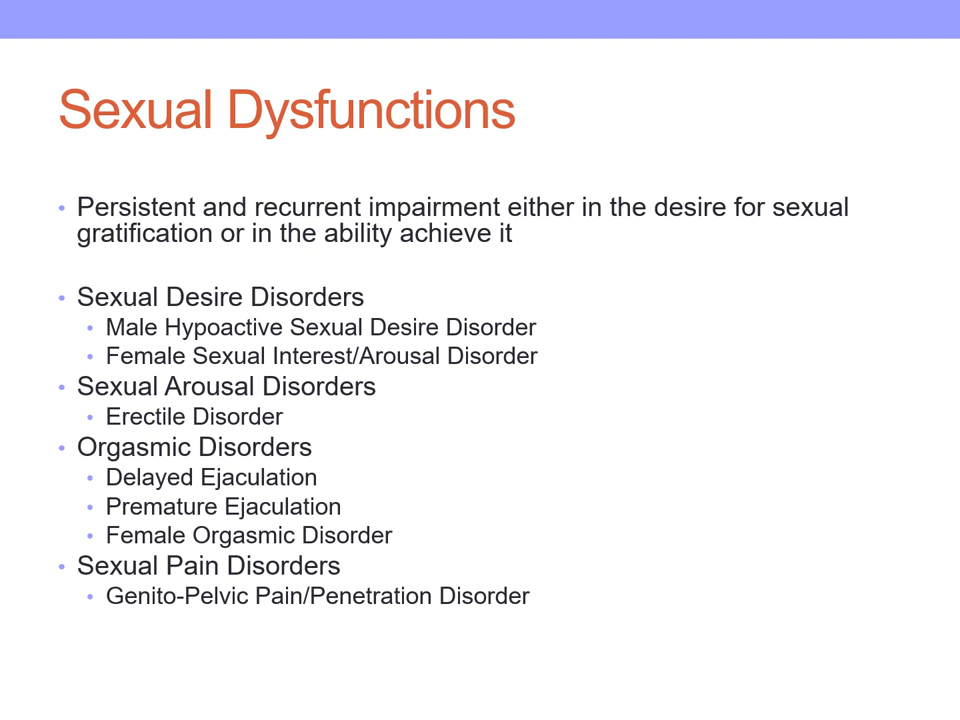 Sexual Dysfunctions
• Persistent and recurrent impairment either in the desire for sexual
gratification or in the ability achieve it
• Sexual Desire Disorders
• Male Hypoactive Sexual Desire Disorder
• Female Sexual Interest/Arousal Disorder
• Sexual Arousal Disorders
• Erectile Disorder
• Orgasmic Disorders
• Delayed Ejaculation
• Premature Ejaculation
• Female Orgasmic Disorder
• Sexual Pain Disorders
• Genito-Pelvic Pain/Penetration Disorder